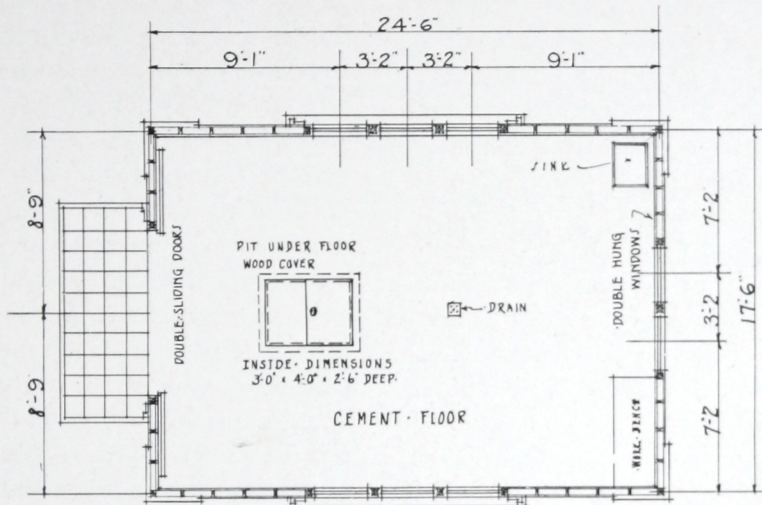 24'-6"
9'-1"
3'-2"
3'-2"
9'-1"
SINK
7'-2
8'-9"
DOUBLE HUNG
WINDOWS
DOUBLE·SLIDING DOORS
PIT UNDER FLOOR
WOOD COVER
DRAIN
3'-2
17'-6"
INSIDE· DIMENSIONS
3'-0" x 4'-0" x 2'-6" DEEP·
8'-9
CEMENT · FLOOR
WORK-BENCH
7'-2